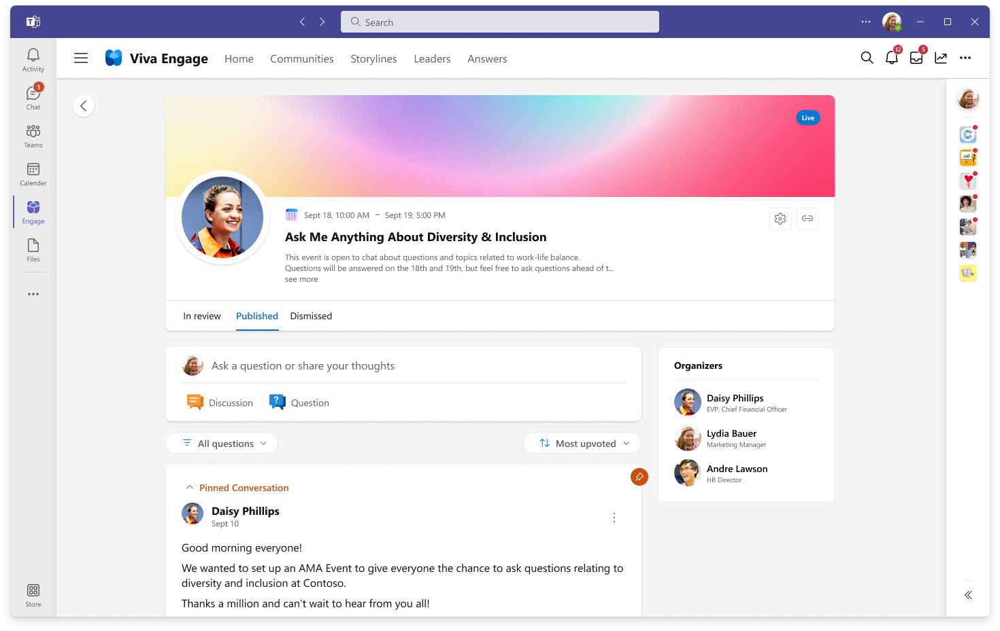 Search
Activity
1
Chat
Teams
Calender
Engage
Files
Store
Viva Engage
Home
Communities
Storylines
Leaders
Answers
12
5
Live
Sept 18, 10:00 AM – Sept 19, 5:00 PM
Ask Me Anything About Diversity & Inclusion
This event is open to chat about questions and topics related to work-life balance.
Questions will be answered on the 18th and 19th, but feel free to ask questions ahead of t...
see more
In review
Published
Dismissed
Ask a question or share your thoughts
Discussion
Question
All questions
Most upvoted
Pinned Conversation
Daisy Phillips
Sept 10
Good morning everyone!
We wanted to set up an AMA Event to give everyone the chance to ask questions relating to
diversity and inclusion at Contoso.
Thanks a million and can’t wait to hear from you all!
Organizers
Daisy Phillips
EVP, Chief Financial Officer
Lydia Bauer
Marketing Manager
Andre Lawson
HR Director